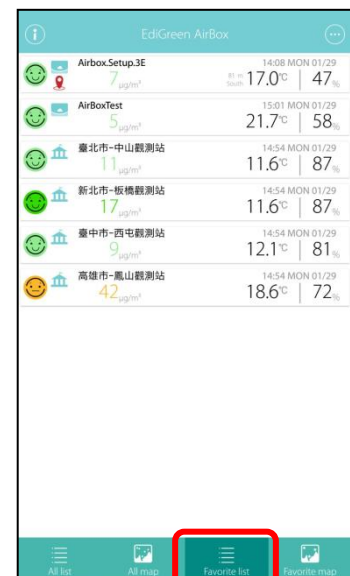 EdiGreen AirBox
Airbox.Setup.3E 14:08 MON 01/29
7 μg/m³ 81 m south 17.0℃ 47%
AirBoxTest 15:01 MON 01/29
5 μg/m³ 21.7℃ 58%
臺北市-中山觀測站 14:54 MON 01/29
11 μg/m³ 11.6℃ 87%
新北市-板橋觀測站 14:54 MON 01/29
17 μg/m³ 11.6℃ 87%
臺中市-西屯觀測站 14:54 MON 01/29
9 μg/m³ 12.1℃ 81%
高雄市-鳳山觀測站 14:54 MON 01/29
42 μg/m³ 18.6℃ 72%
All list All map Favorite list Favorite map